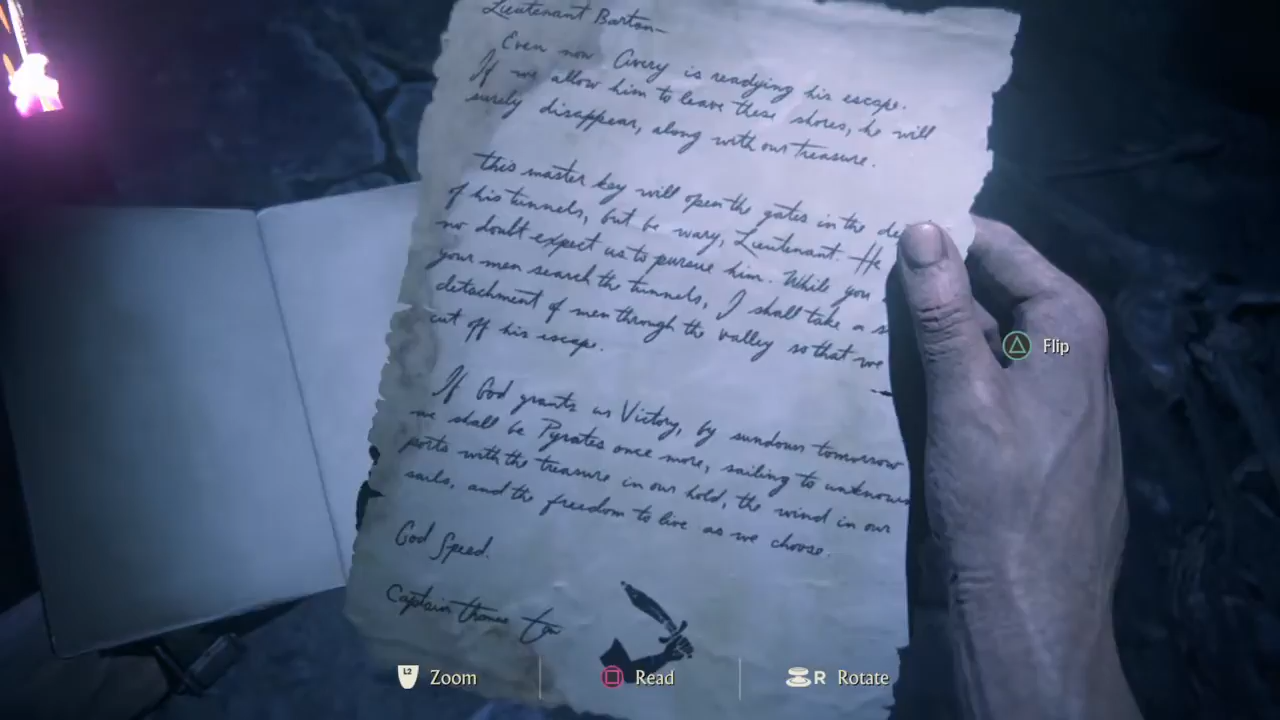 Lieutenant Barton-
Even now Avery is readying his escape.
If we allow him to leave these shores, he will
surely disappear, along with our treasure.
this master key will open the gates in the
of his tunnels, but be wary, Lieutenant. He
no doubt expect us to pursue him. While you
your men search the tunnels, I shall take a
detachment of men through the valley so that we
cut off his escape.
If God grants us Victory, by sundown tomorrow
we shall be Pyrates once more, sailing to unknown
ports with the treasure in our hold, the wind in our
sails, and the freedom to live as we choose.
God Speed.
Captain Thomas Tew
Flip
L2 Zoom
Read
R Rotate